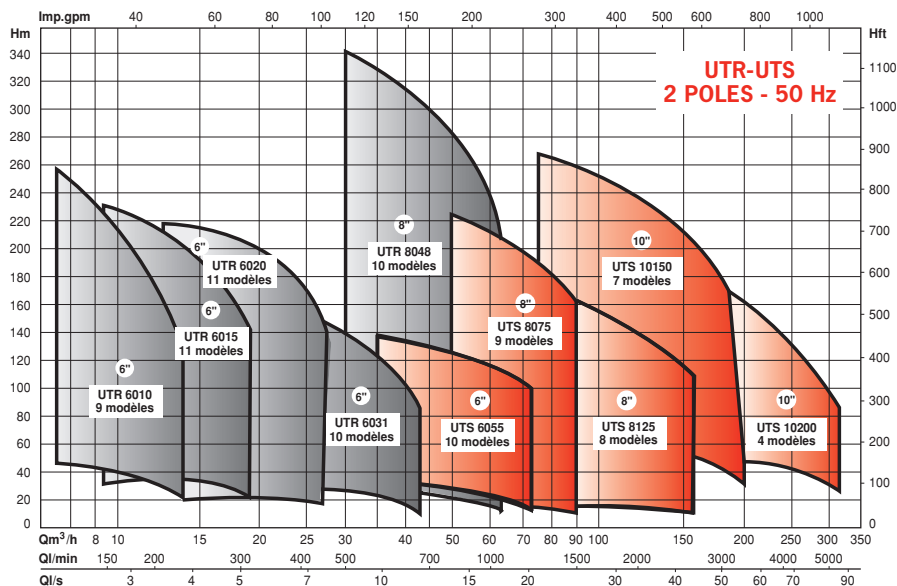 Imp.gpm 40 60 80 100 120 150 200 300 400 500 600 800 1000
Hm
Hft
340
320
300
280
260
240
220
200
180
160
140
120
100
80
60
40
20
0
1100
1000
900
800
700
600
500
400
300
200
100
0
UTR-UTS
2 POLES - 50 Hz
8"
UTR 8048
10 modèles
10"
UTS 10150
7 modèles
6"
UTR 6020
11 modèles
6"
UTR 6015
11 modèles
8"
UTS 8075
9 modèles
6"
UTR 6010
9 modèles
6"
UTR 6031
10 modèles
6"
UTS 6055
10 modèles
8"
UTS 8125
8 modèles
10"
UTS 10200
4 modèles
Qm³/h 8 10 15 20 30 40 50 60 70 80 100 150 200 250 300 350
Ql/min 150 200 300 400 500 700 1000 1500 2000 3000 4000 5000
Ql/s 3 4 5 7 10 15 20 30 40 50 60 70 90